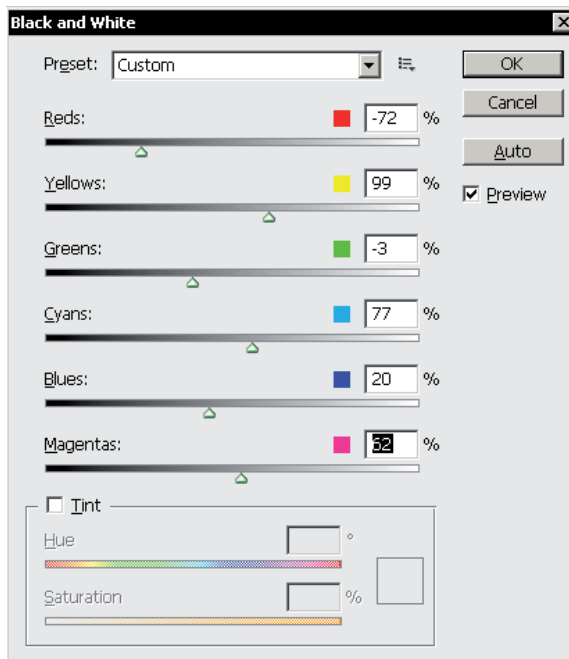 Black and White
Preset: Custom
OK
Cancel
Auto
Preview
Reds: -72 %
Yellows: 99 %
Greens: -3 %
Cyans: 77 %
Blues: 20 %
Magentas: 62 %
Tint
Hue °
Saturation %